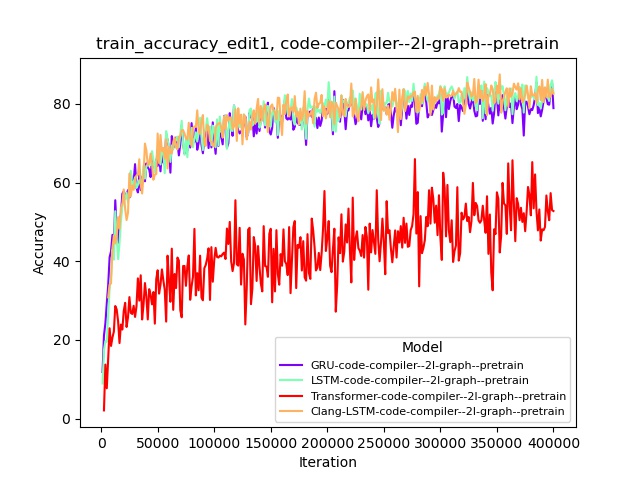 train_accuracy_edit1, code-compiler--2l-graph--pretrain
Accuracy
80
60
40
20
0
0 50000 100000 150000 200000 250000 300000 350000 400000
Iteration
Model
GRU-code-compiler--2l-graph--pretrain
LSTM-code-compiler--2l-graph--pretrain
Transformer-code-compiler--2l-graph--pretrain
Clang-LSTM-code-compiler--2l-graph--pretrain